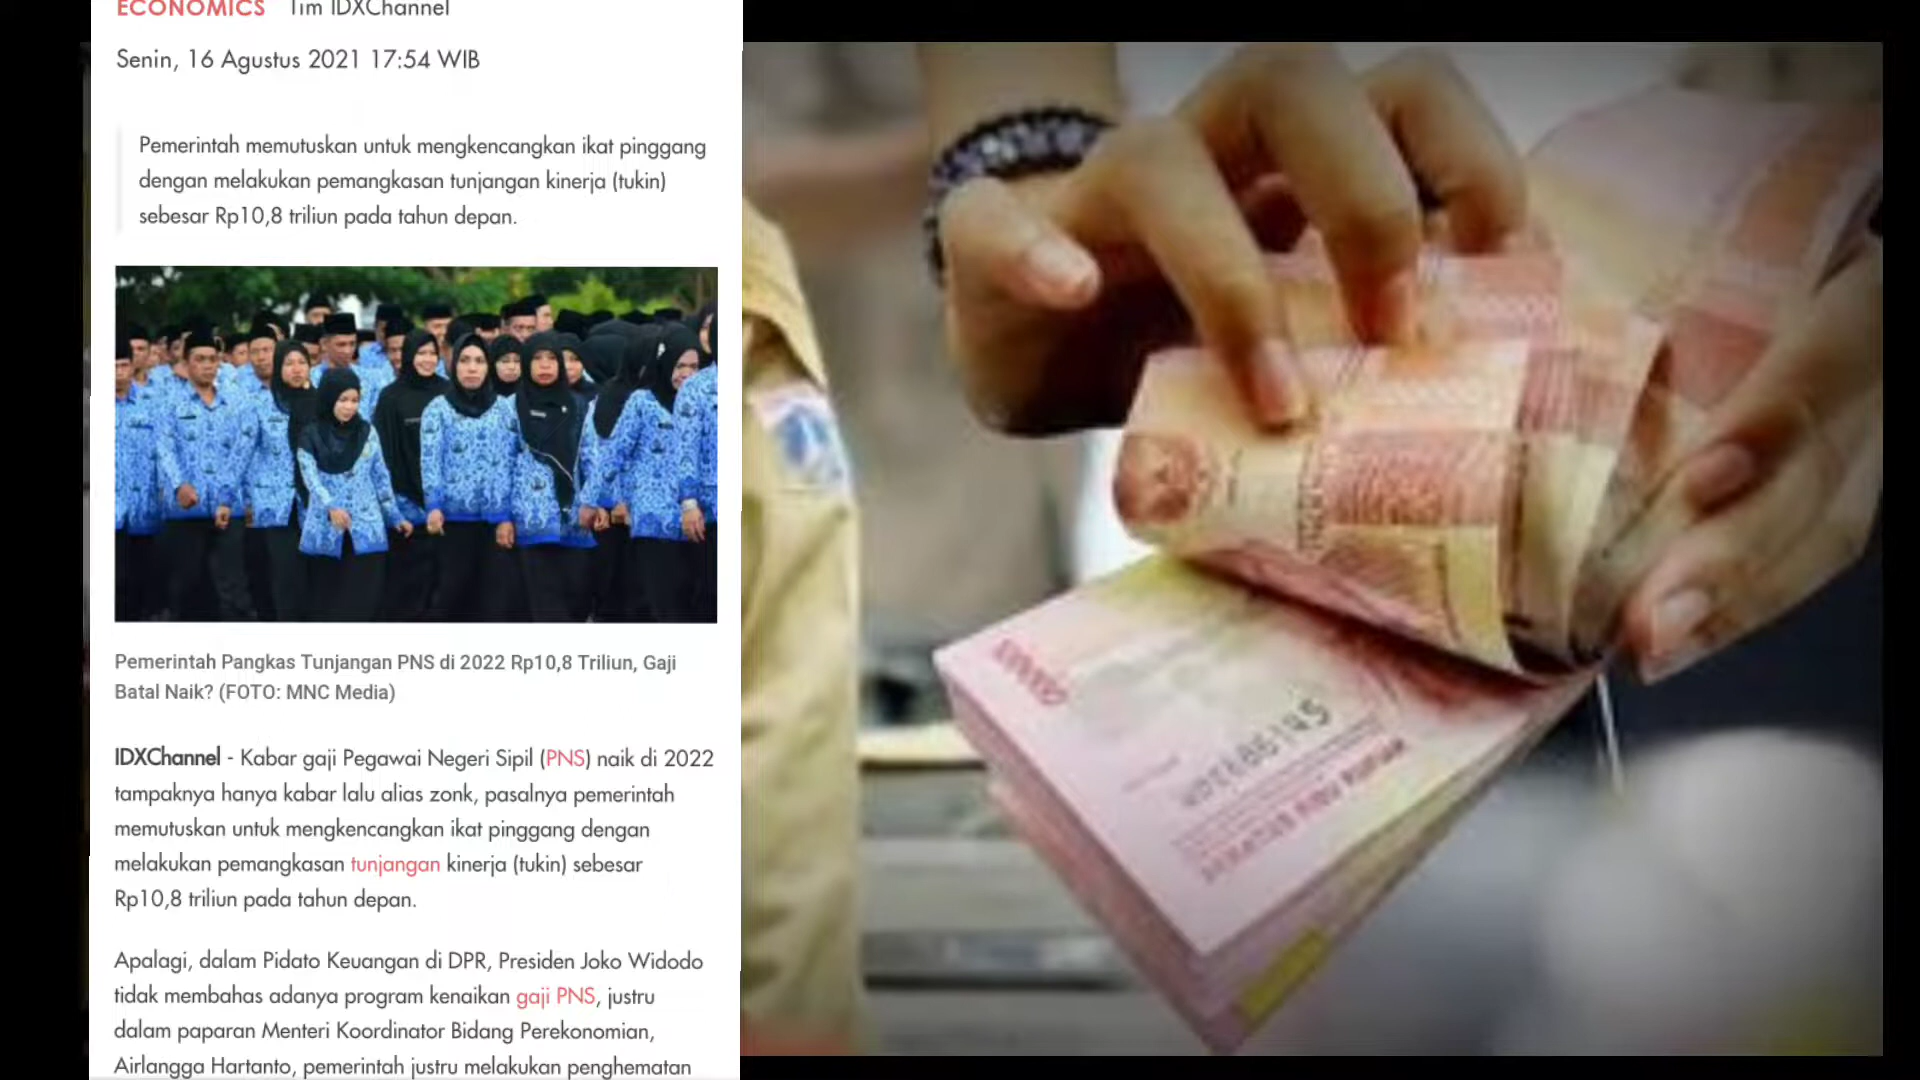 ECONOMICS Tim IDXChannel
Senin, 16 Agustus 2021 17:54 WIB
Pemerintah memutuskan untuk mengkencangkan ikat pinggang
dengan melakukan pemangkasan tunjangan kinerja (tukin)
sebesar Rp10,8 triliun pada tahun depan.
Pemerintah Pangkas Tunjangan PNS di 2022 Rp10,8 Triliun, Gaji
Batal Naik? (FOTO: MNC Media)
IDXChannel - Kabar gaji Pegawai Negeri Sipil (PNS) naik di 2022
tampaknya hanya kabar lalu alias zonk, pasalnya pemerintah
memutuskan untuk mengkencangkan ikat pinggang dengan
melakukan pemangkasan tunjangan kinerja (tukin) sebesar
Rp10,8 triliun pada tahun depan.
Apalagi, dalam Pidato Keuangan di DPR, Presiden Joko Widodo
tidak membahas adanya program kenaikan gaji PNS, justru
dalam paparan Menteri Koordinator Bidang Perekonomian,
Airlangga Hartanto, pemerintah justru melakukan penghematan
100000
SERATUS RIBU RUPIAH